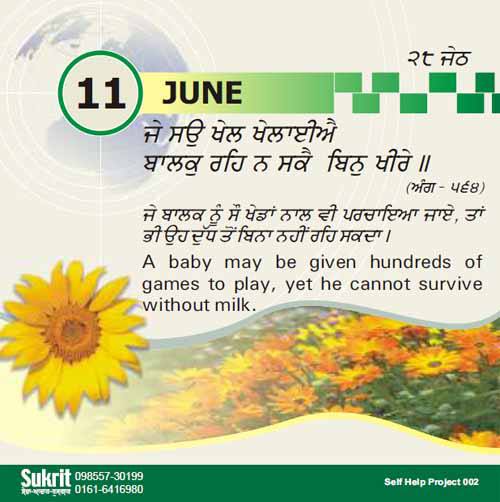 ੨੮ ਜੇਠ
11 JUNE
ਜੇ ਸਉ ਖੇਲ ਖੇਲਾਈਐ
ਬਾਲਕੁ ਰਹਿ ਨ ਸਕੈ ਬਿਨੁ ਖੀਰੇ ॥
(ਅੰਗ - ੫੬੪)
ਜੇ ਬਾਲਕ ਨੂੰ ਸੌ ਖੇਡਾਂ ਨਾਲ ਵੀ ਪਰਚਾਇਆ ਜਾਏ, ਤਾਂ
ਭੀ ਉਹ ਦੁੱਧ ਤੋਂ ਬਿਨਾ ਨਹੀਂ ਰਹਿ ਸਕਦਾ।
A baby may be given hundreds of
games to play, yet he cannot survive
without milk.
Sukrit 098557-30199
0161-6416980
Self Help Project 002